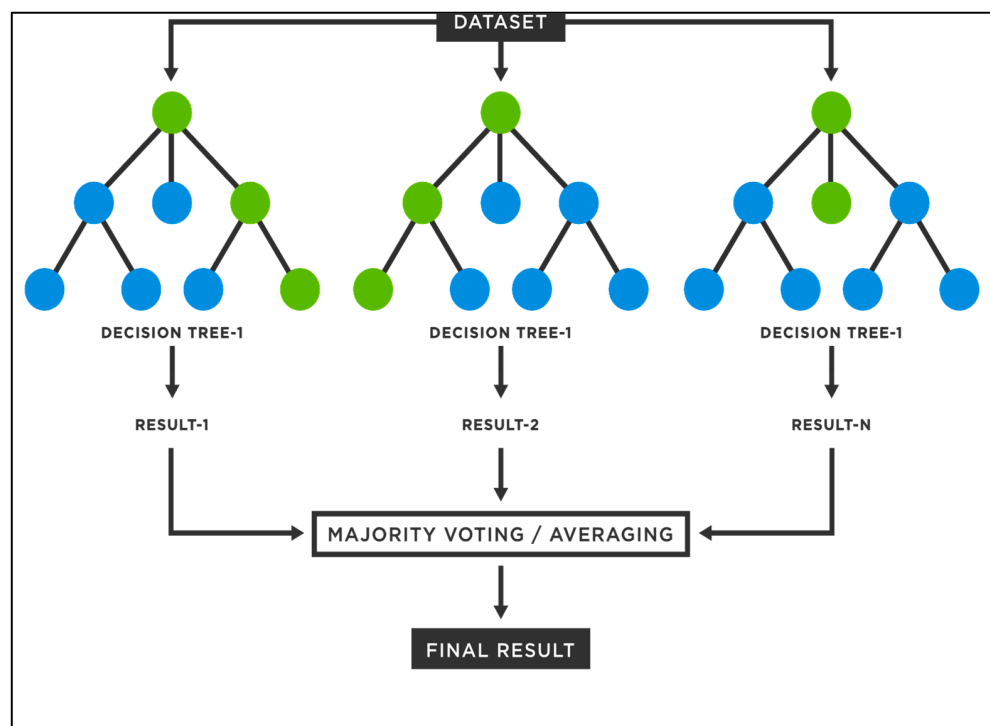 DATASET
DECISION TREE-1
DECISION TREE-1
DECISION TREE-1
RESULT-1
RESULT-2
RESULT-N
MAJORITY VOTING / AVERAGING
FINAL RESULT